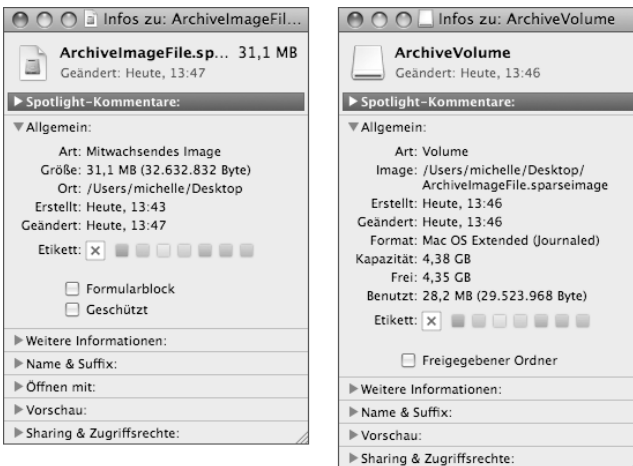 Infos zu: ArchiveImageFil...
ArchiveImageFile.sp... 31,1 MB
Geändert: Heute, 13:47
Spotlight-Kommentare:
Allgemein:
Art: Mitwachsendes Image
Größe: 31,1 MB (32.632.832 Byte)
Ort: /Users/michelle/Desktop
Erstellt: Heute, 13:43
Geändert: Heute, 13:47
Etikett:
Formularblock
Geschützt
Weitere Informationen:
Name & Suffix:
Öffnen mit:
Vorschau:
Sharing & Zugriffsrechte:
Infos zu: ArchiveVolume
ArchiveVolume
Geändert: Heute, 13:46
Spotlight-Kommentare:
Allgemein:
Art: Volume
Image: /Users/michelle/Desktop/
ArchiveImageFile.sparseimage
Erstellt: Heute, 13:46
Geändert: Heute, 13:46
Format: Mac OS Extended (Journaled)
Kapazität: 4,38 GB
Frei: 4,35 GB
Benutzt: 28,2 MB (29.523.968 Byte)
Etikett:
Freigegebener Ordner
Weitere Informationen:
Name & Suffix:
Vorschau:
Sharing & Zugriffsrechte: